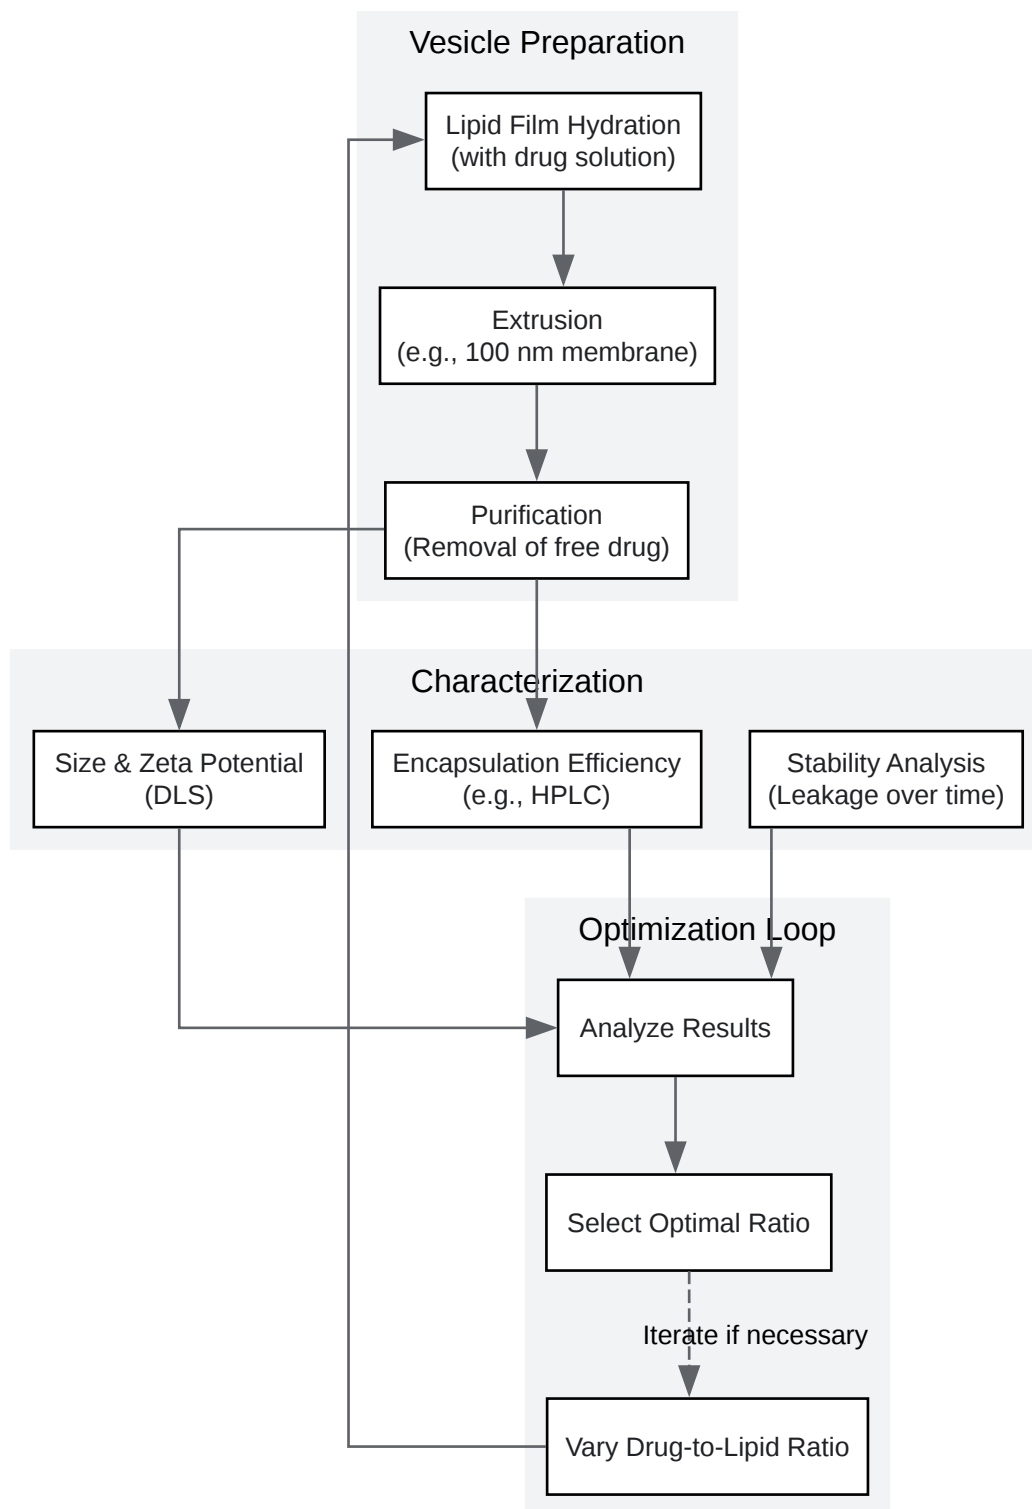 Vesicle Preparation
Lipid Film Hydration
(with drug solution)
Extrusion
(e.g., 100 nm membrane)
Purification
(Removal of free drug)
Characterization
Size & Zeta Potential
(DLS)
Encapsulation Efficiency
(e.g., HPLC)
Stability Analysis
(Leakage over time)
Optimization Loop
Analyze Results
Select Optimal Ratio
Iterate if necessary
Vary Drug-to-Lipid Ratio